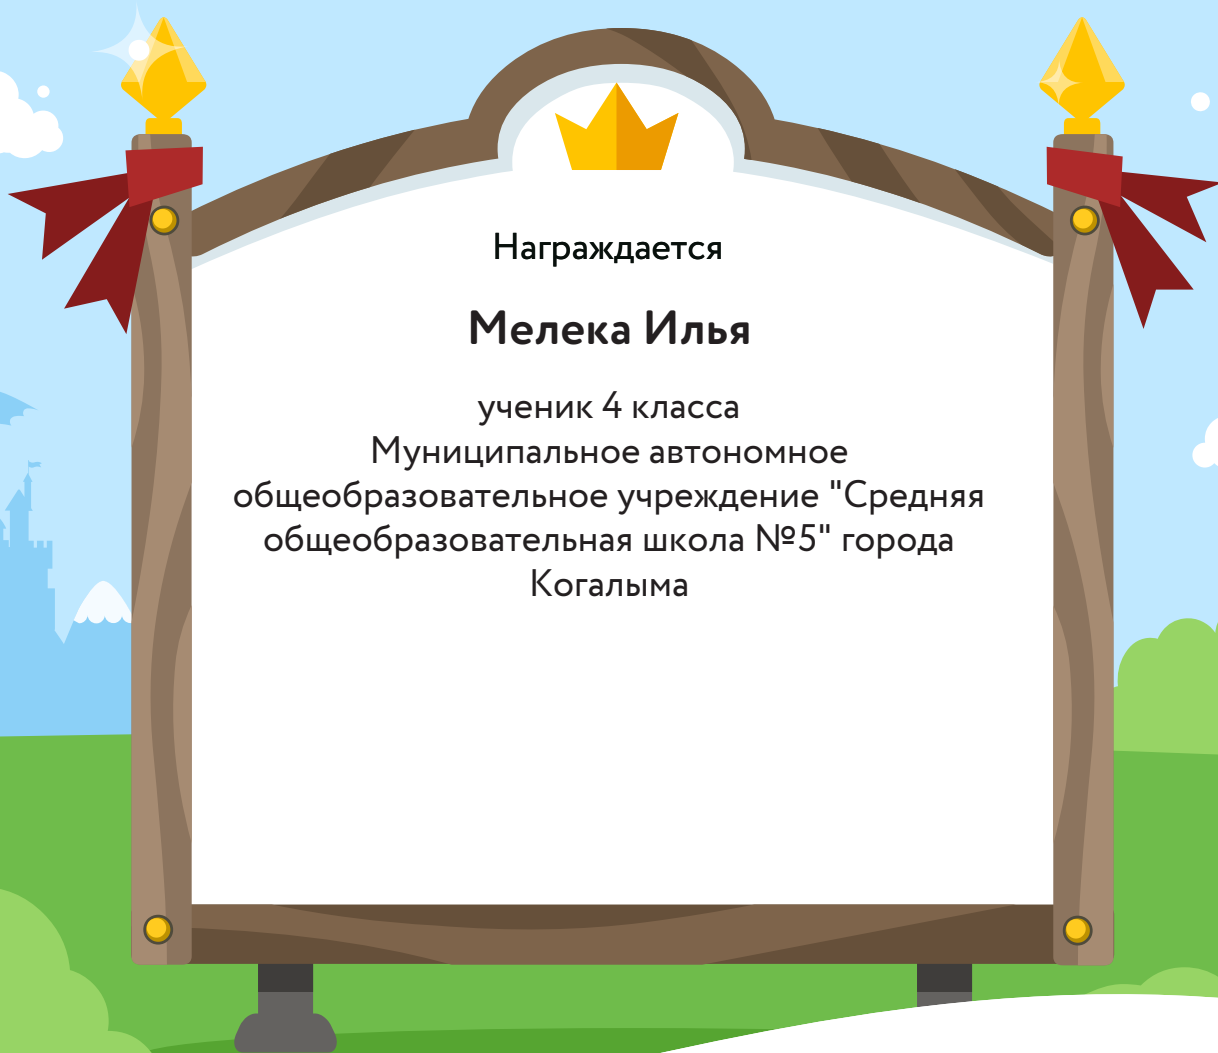 Награждается
Мелека Илья
ученик 4 класса
Муниципальное автономное
общеобразовательное учреждение "Средняя
общеобразовательная школа №5" города
Когалыма